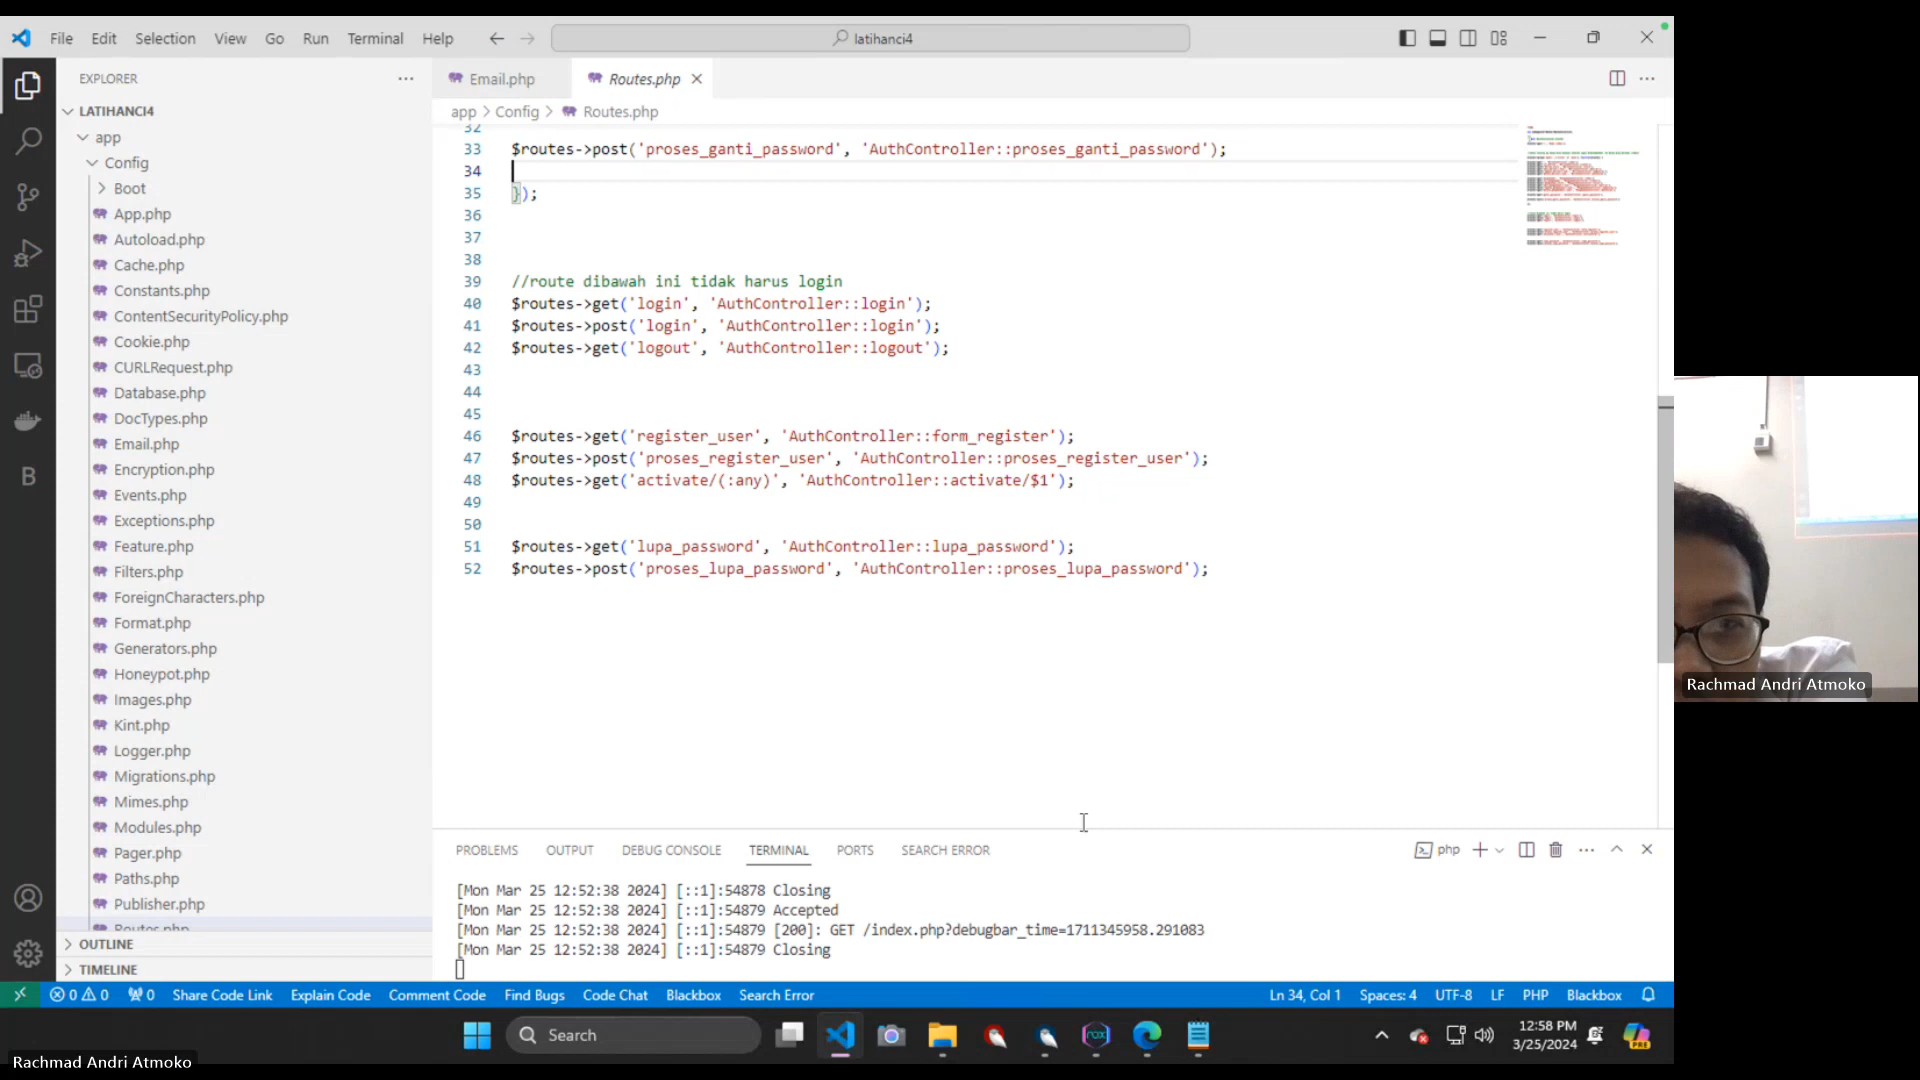 File Edit Selection View Go Run Terminal Help
latihanci4
EXPLORER
LATIHANCI4
app
Config
Boot
App.php
Autoload.php
Cache.php
Constants.php
ContentSecurityPolicy.php
Cookie.php
CURLRequest.php
Database.php
DocTypes.php
Email.php
Encryption.php
Events.php
Exceptions.php
Feature.php
Filters.php
ForeignCharacters.php
Format.php
Generators.php
Honeypot.php
Images.php
Kint.php
Logger.php
Migrations.php
Mimes.php
Modules.php
Pager.php
Paths.php
Publisher.php
Routes.php
OUTLINE
TIMELINE
Email.php Routes.php
app > Config > Routes.php
32
33 $routes->post('proses_ganti_password', 'AuthController::proses_ganti_password');
34
35 });
36
37
38
39 //route dibawah ini tidak harus login
40 $routes->get('login', 'AuthController::login');
41 $routes->post('login', 'AuthController::login');
42 $routes->get('logout', 'AuthController::logout');
43
44
45
46 $routes->get('register_user', 'AuthController::form_register');
47 $routes->post('proses_register_user', 'AuthController::proses_register_user');
48 $routes->get('activate/(:any)', 'AuthController::activate/$1');
49
50
51 $routes->get('lupa_password', 'AuthController::lupa_password');
52 $routes->post('proses_lupa_password', 'AuthController::proses_lupa_password');
PROBLEMS OUTPUT DEBUG CONSOLE TERMINAL PORTS SEARCH ERROR
php
[Mon Mar 25 12:52:38 2024] [::1]:54878 Closing
[Mon Mar 25 12:52:38 2024] [::1]:54879 Accepted
[Mon Mar 25 12:52:38 2024] [::1]:54879 [200]: GET /index.php?debugbar_time=1711345958.291083
[Mon Mar 25 12:52:38 2024] [::1]:54879 Closing
0 0 0 Share Code Link Explain Code Comment Code Find Bugs Code Chat Blackbox Search Error
Ln 34, Col 1 Spaces: 4 UTF-8 LF PHP Blackbox
Search
12:58 PM
3/25/2024
PRE
Rachmad Andri Atmoko
Rachmad Andri Atmoko